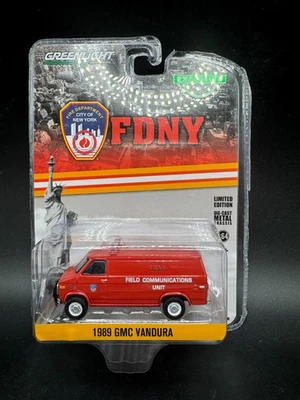 GREENLIGHT
FIRE DEPARTMENT
CITY OF
NEW YORK
FDNY
LIMITED
EDITION
DIE-CAST
METAL
CHASSIS
FIELD COMMUNICATIONS
UNIT
1989 GMC VANDURA